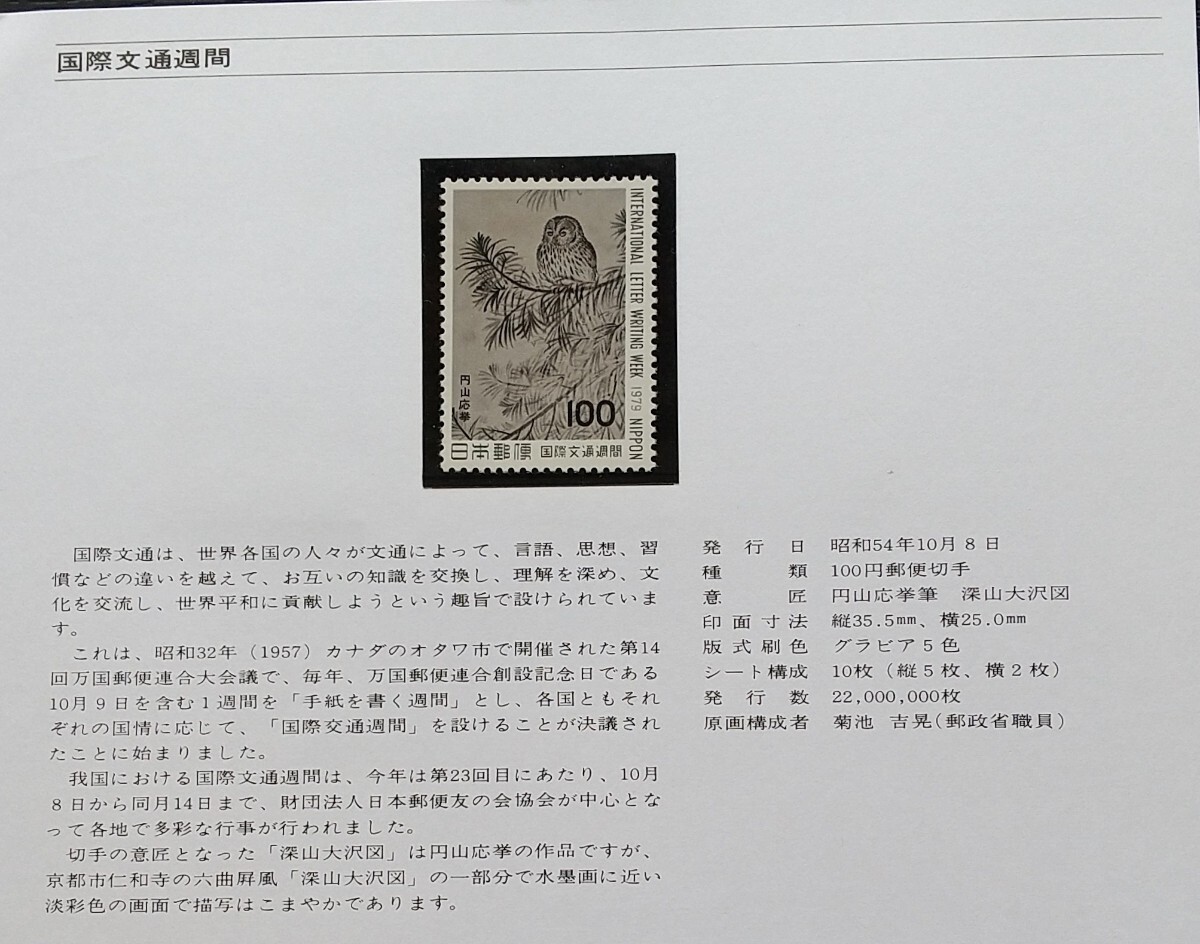 国際文通週間
INTERNATIONAL LETTER WRITING WEEK 1979 NIPPON
円山応挙
100
日本郵便 国際文通週間
国際文通は、世界各国の人々が文通によって、言語、思想、習
慣などの違いを越えて、お互いの知識を交換し、理解を深め、文
化を交流し、世界平和に貢献しようという趣旨で設けられていま
す。
これは、昭和32年（1957）カナダのオタワ市で開催された第14
回万国郵便連合大会議で、毎年、万国郵便連合創設記念日である
10月9日を含む1週間を「手紙を書く週間」とし、各国ともそれ
ぞれの国情に応じて、「国際交通週間」を設けることが決議され
たことに始まりました。
我国における国際文通週間は、今年は第23回目にあたり、10月
8日から同月14日まで、財団法人日本郵便友の会協会が中心とな
って各地で多彩な行事が行われました。
切手の意匠となった「深山大沢図」は円山応挙の作品ですが、
京都市仁和寺の六曲屏風「深山大沢図」の一部分で水墨画に近い
淡彩色の画面で描写はこまやかであります。
発行日 昭和54年10月8日
種類 100円郵便切手
意匠 円山応挙筆 深山大沢図
印面寸法 縦35.5mm、横25.0mm
版式刷色 グラビア5色
シート構成 10枚（縦5枚、横2枚）
発行数 22,000,000枚
原画構成者 菊池 吉晃(郵政省職員)